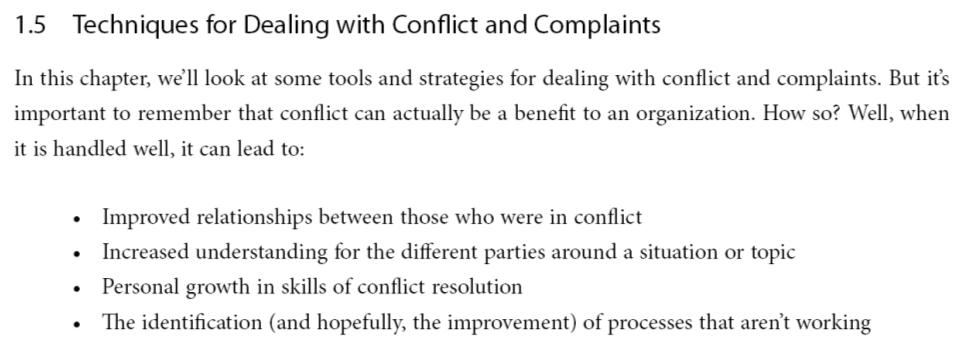 1.5 Techniques for Dealing with Conflict and Complaints
In this chapter, we’ll look at some tools and strategies for dealing with conflict and complaints. But it’s
important to remember that conflict can actually be a benefit to an organization. How so? Well, when
it is handled well, it can lead to:
• Improved relationships between those who were in conflict
• Increased understanding for the different parties around a situation or topic
• Personal growth in skills of conflict resolution
• The identification (and hopefully, the improvement) of processes that aren’t working